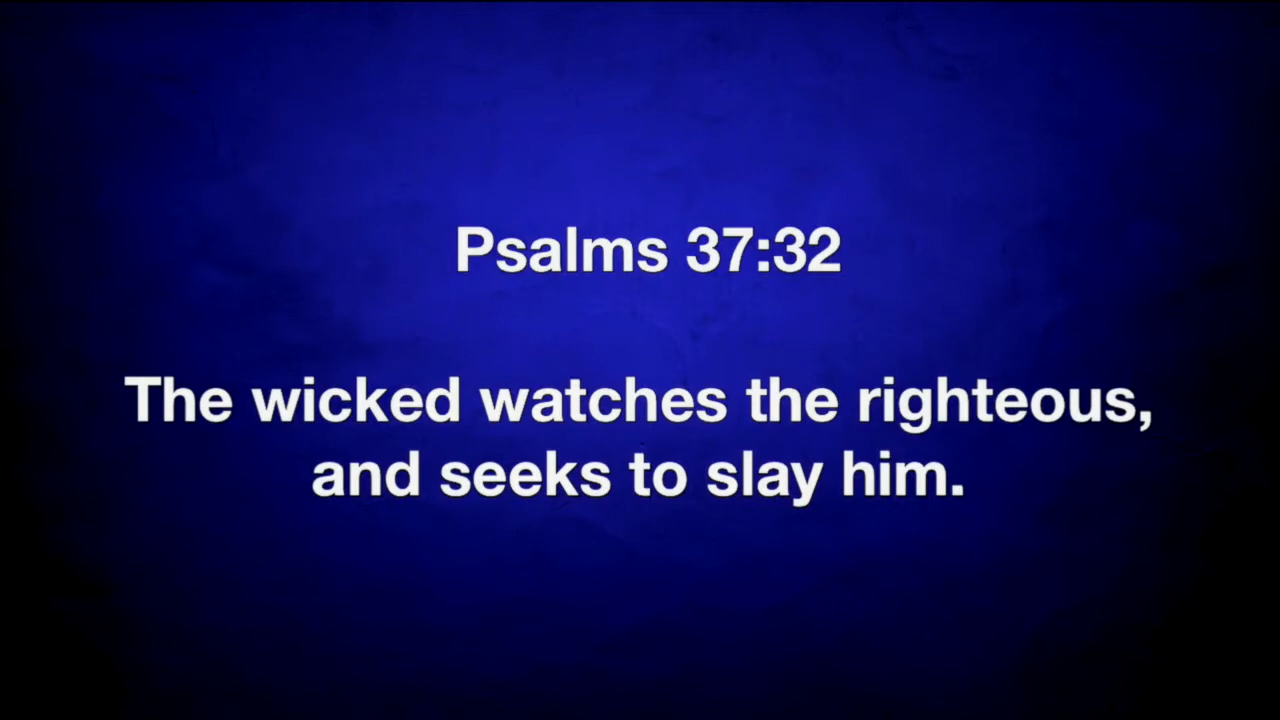 Psalms 37:32
The wicked watches the righteous,
and seeks to slay him.